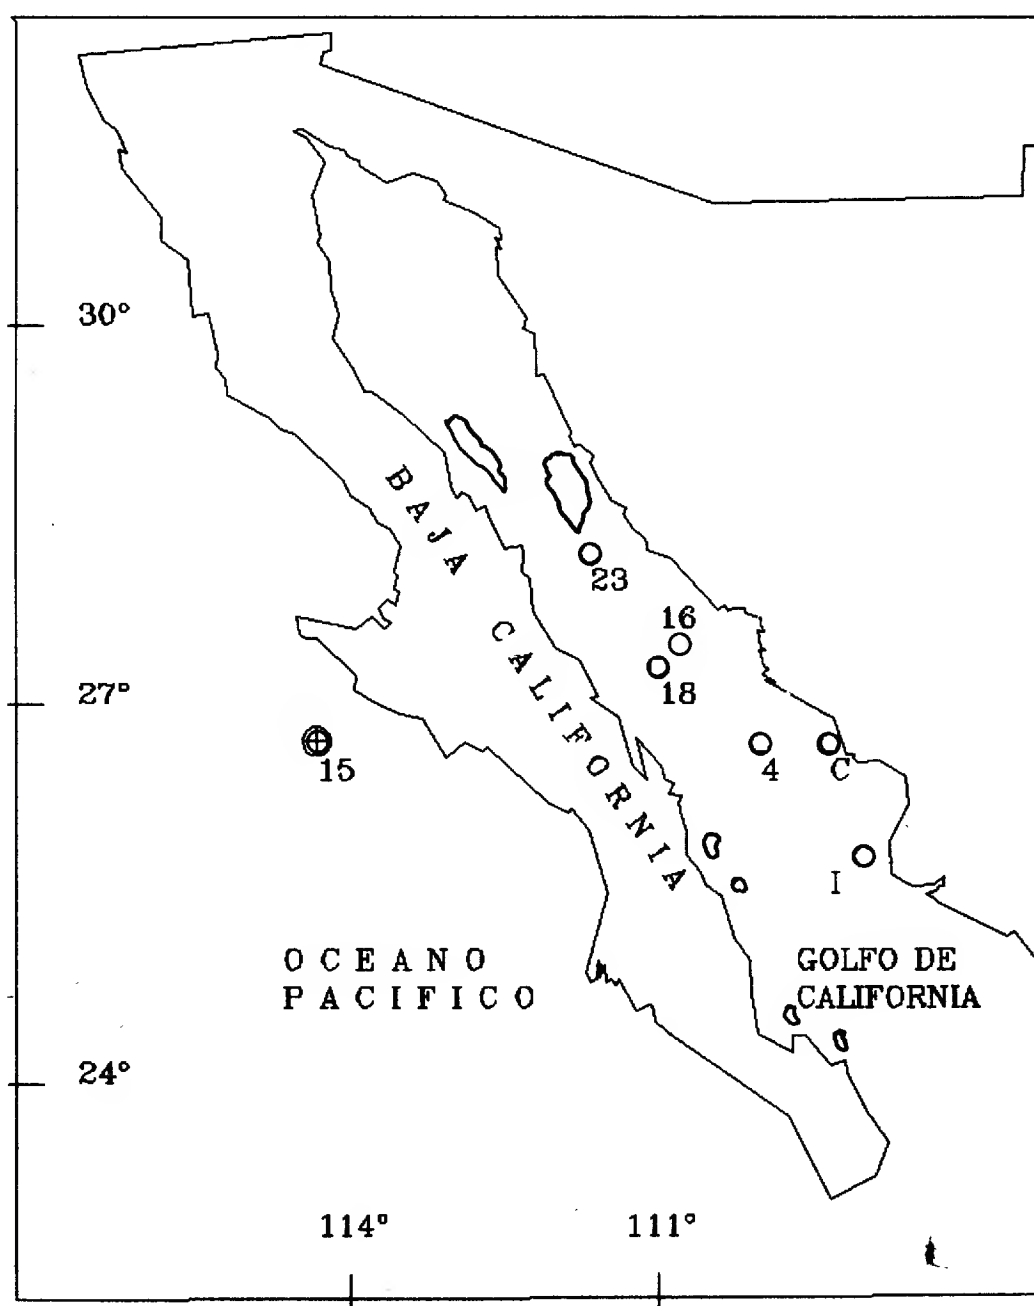 30°
BAJA CALIFORNIA
23
16
18
27°
15
4
C
I
OCEANO
PACIFICO
GOLFO DE
CALIFORNIA
24°
114°
111°